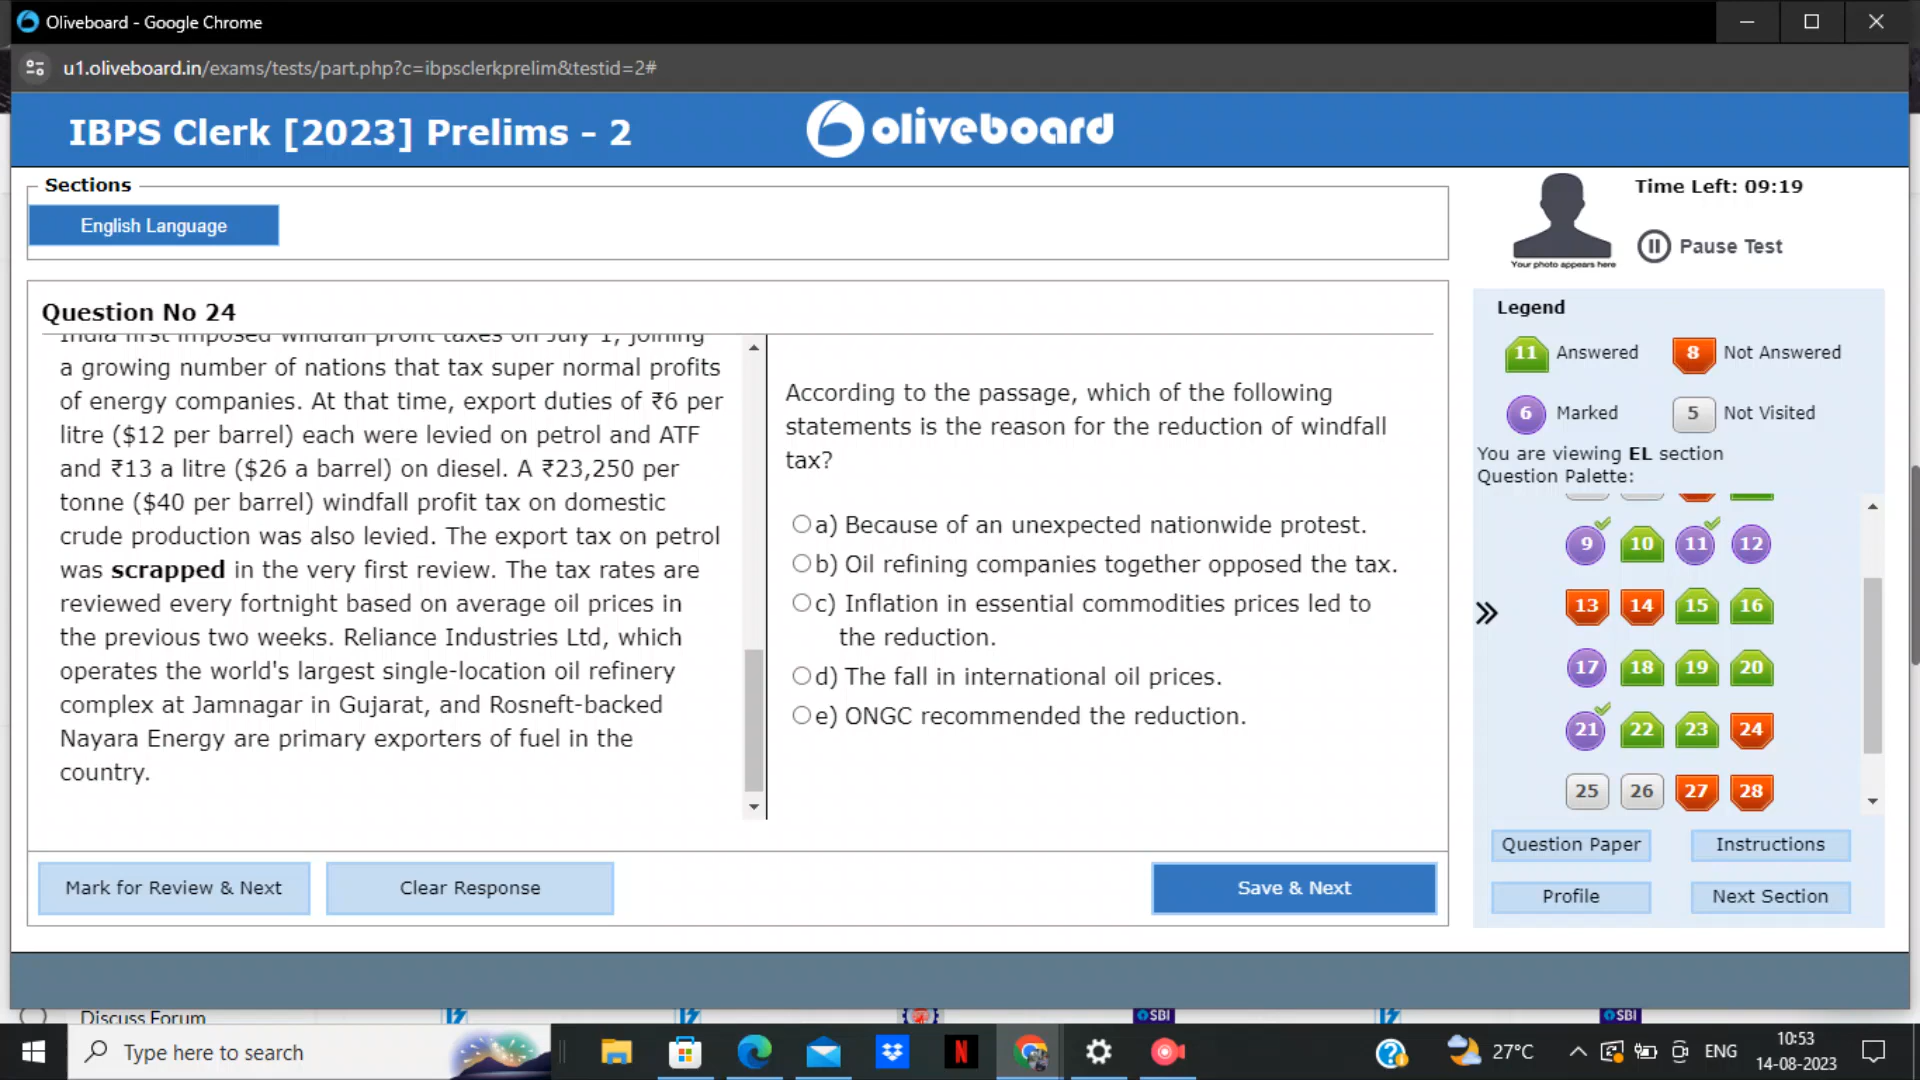 Oliveboard - Google Chrome
u1.oliveboard.in/exams/tests/part.php?c=ibpsclerkprelim&testid=2#
IBPS Clerk [2023] Prelims - 2
oliveboard
Sections
English Language
Time Left: 09:19
Your photo appears here
Pause Test
Question No 24
India first imposed windfall profit taxes on July 1, joining
a growing number of nations that tax super normal profits
of energy companies. At that time, export duties of ₹6 per
litre ($12 per barrel) each were levied on petrol and ATF
and ₹13 a litre ($26 a barrel) on diesel. A ₹23,250 per
tonne ($40 per barrel) windfall profit tax on domestic
crude production was also levied. The export tax on petrol
was scrapped in the very first review. The tax rates are
reviewed every fortnight based on average oil prices in
the previous two weeks. Reliance Industries Ltd, which
operates the world's largest single-location oil refinery
complex at Jamnagar in Gujarat, and Rosneft-backed
Nayara Energy are primary exporters of fuel in the
country.
According to the passage, which of the following
statements is the reason for the reduction of windfall
tax?
a) Because of an unexpected nationwide protest.
b) Oil refining companies together opposed the tax.
c) Inflation in essential commodities prices led to
the reduction.
d) The fall in international oil prices.
e) ONGC recommended the reduction.
Legend
11 Answered
8 Not Answered
6 Marked
5 Not Visited
You are viewing EL section
Question Palette:
9 10 11 12
13 14 15 16
17 18 19 20
21 22 23 24
25 26 27 28
Question Paper
Instructions
Profile
Next Section
Mark for Review & Next
Clear Response
Save & Next
Discuss Forum
SBI
SBI
Type here to search
27°C
ENG
10:53
14-08-2023